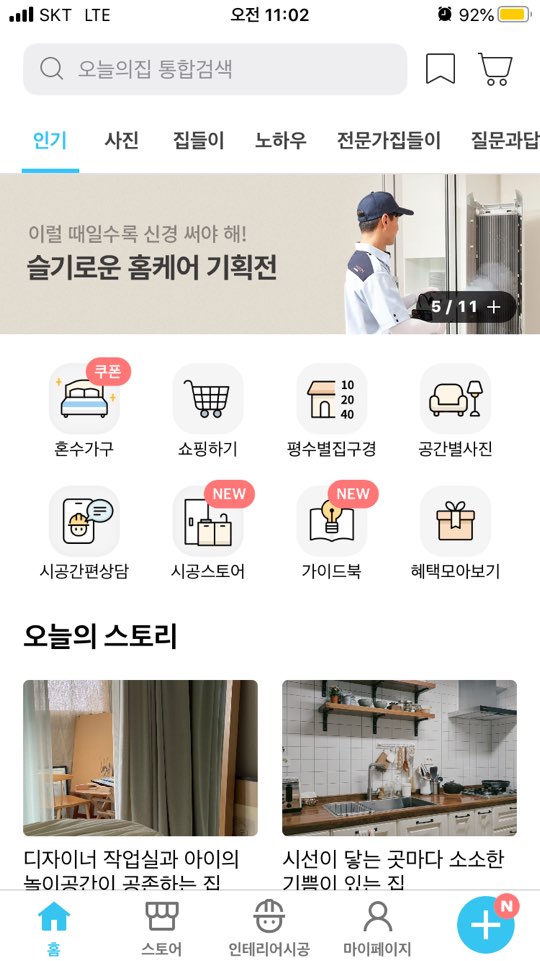 SKT LTE 오전 11:02 92%
오늘의집 통합검색
인기 사진 집들이 노하우 전문가집들이 질문과답
이럴 때일수록 신경 써야 해!
슬기로운 홈케어 기획전
5 / 11 +
쿠폰
10
20
40
혼수가구 쇼핑하기 평수별집구경 공간별사진
NEW NEW
시공간편상담 시공스토어 가이드북 혜택모아보기
오늘의 스토리
디자이너 작업실과 아이의
놀이공간이 공존하는 집
시선이 닿는 곳마다 소소한
기쁨이 있는 집
N
홈 스토어 인테리어시공 마이페이지